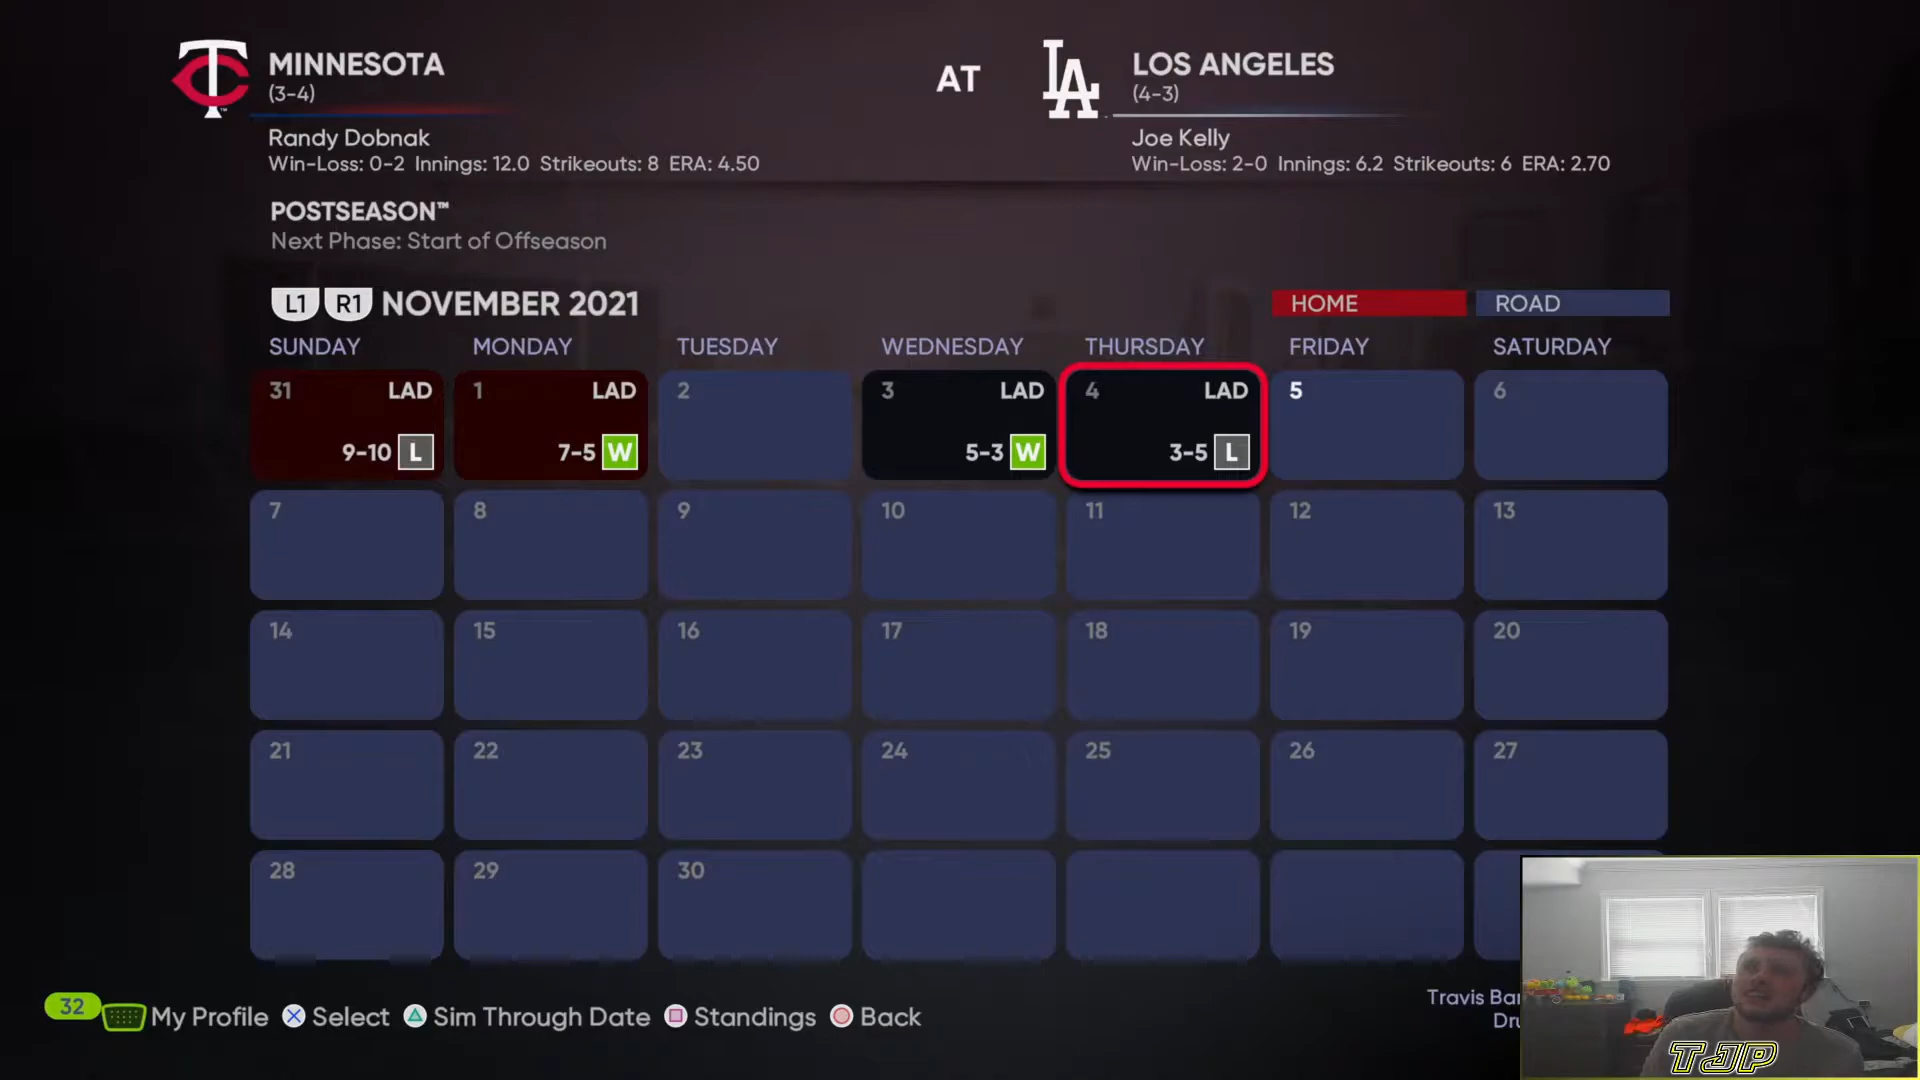 MINNESOTA
(3-4)
AT
LOS ANGELES
(4-3)
Randy Dobnak
Win-Loss: 0-2 Innings: 12.0 Strikeouts: 8 ERA: 4.50
Joe Kelly
Win-Loss: 2-0 Innings: 6.2 Strikeouts: 6 ERA: 2.70
POSTSEASON™
Next Phase: Start of Offseason
L1 R1 NOVEMBER 2021
HOME ROAD
SUNDAY MONDAY TUESDAY WEDNESDAY THURSDAY FRIDAY SATURDAY
31 LAD 1 LAD 2 3 LAD 4 LAD 5 6
9-10 L 7-5 W 5-3 W 3-5 L
7 8 9 10 11 12 13
14 15 16 17 18 19 20
21 22 23 24 25 26 27
28 29 30
32 My Profile Select Sim Through Date Standings Back
Travis Bar
Dru
TJP